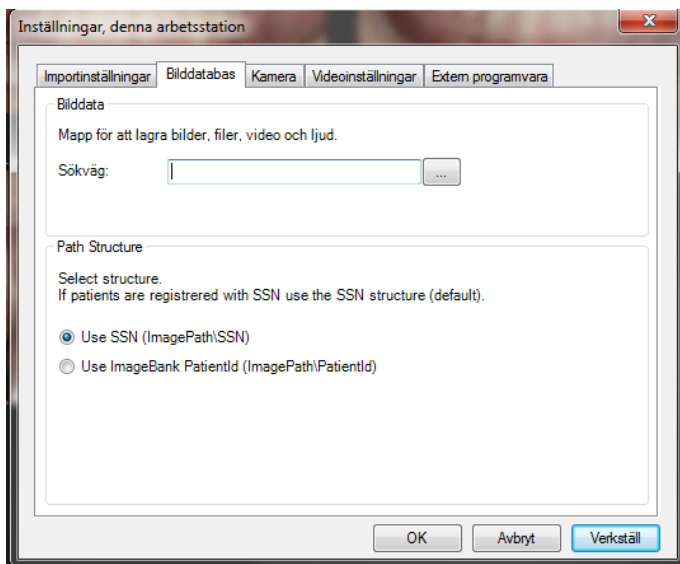 Inställningar, denna arbetsstation
Importinställningar Bilddatabas Kamera Videoinställningar Extern programvara
Bilddata
Mapp för att lagra bilder, filer, video och ljud.
Sökväg:
...
Path Structure
Select structure.
If patients are registrered with SSN use the SSN structure (default).
Use SSN (ImagePath\SSN)
Use ImageBank PatientId (ImagePath\PatientId)
OK Avbryt Verkställ